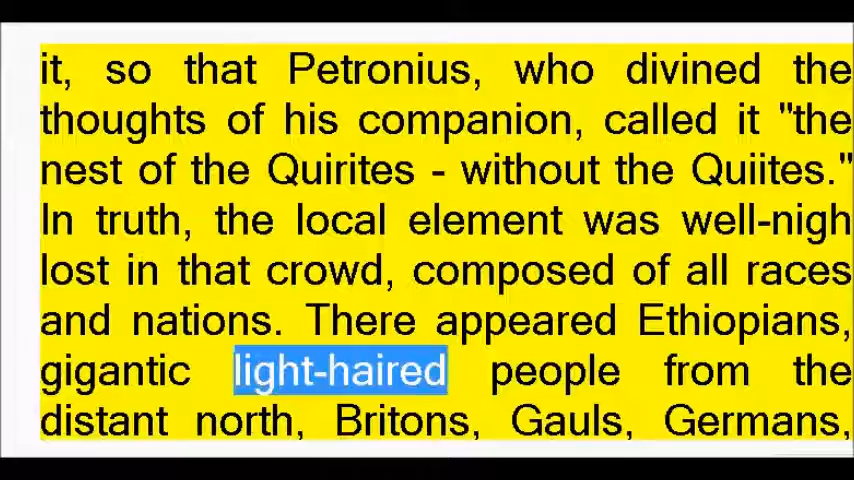 it, so that Petronius, who divined the
thoughts of his companion, called it "the
nest of the Quirites - without the Quiites."
In truth, the local element was well-nigh
lost in that crowd, composed of all races
and nations. There appeared Ethiopians,
gigantic light-haired people from the
distant north, Britons, Gauls, Germans,